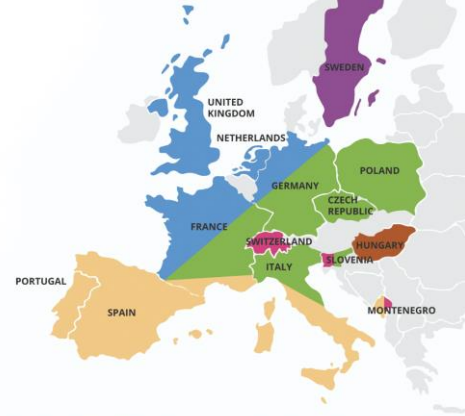 SWEDEN
UNITED
KINGDOM
NETHERLANDS
POLAND
GERMANY
CZECH
REPUBLIC
FRANCE
SWITZERLAND
HUNGARY
SLOVENIA
ITALY
PORTUGAL
SPAIN
MONTENEGRO